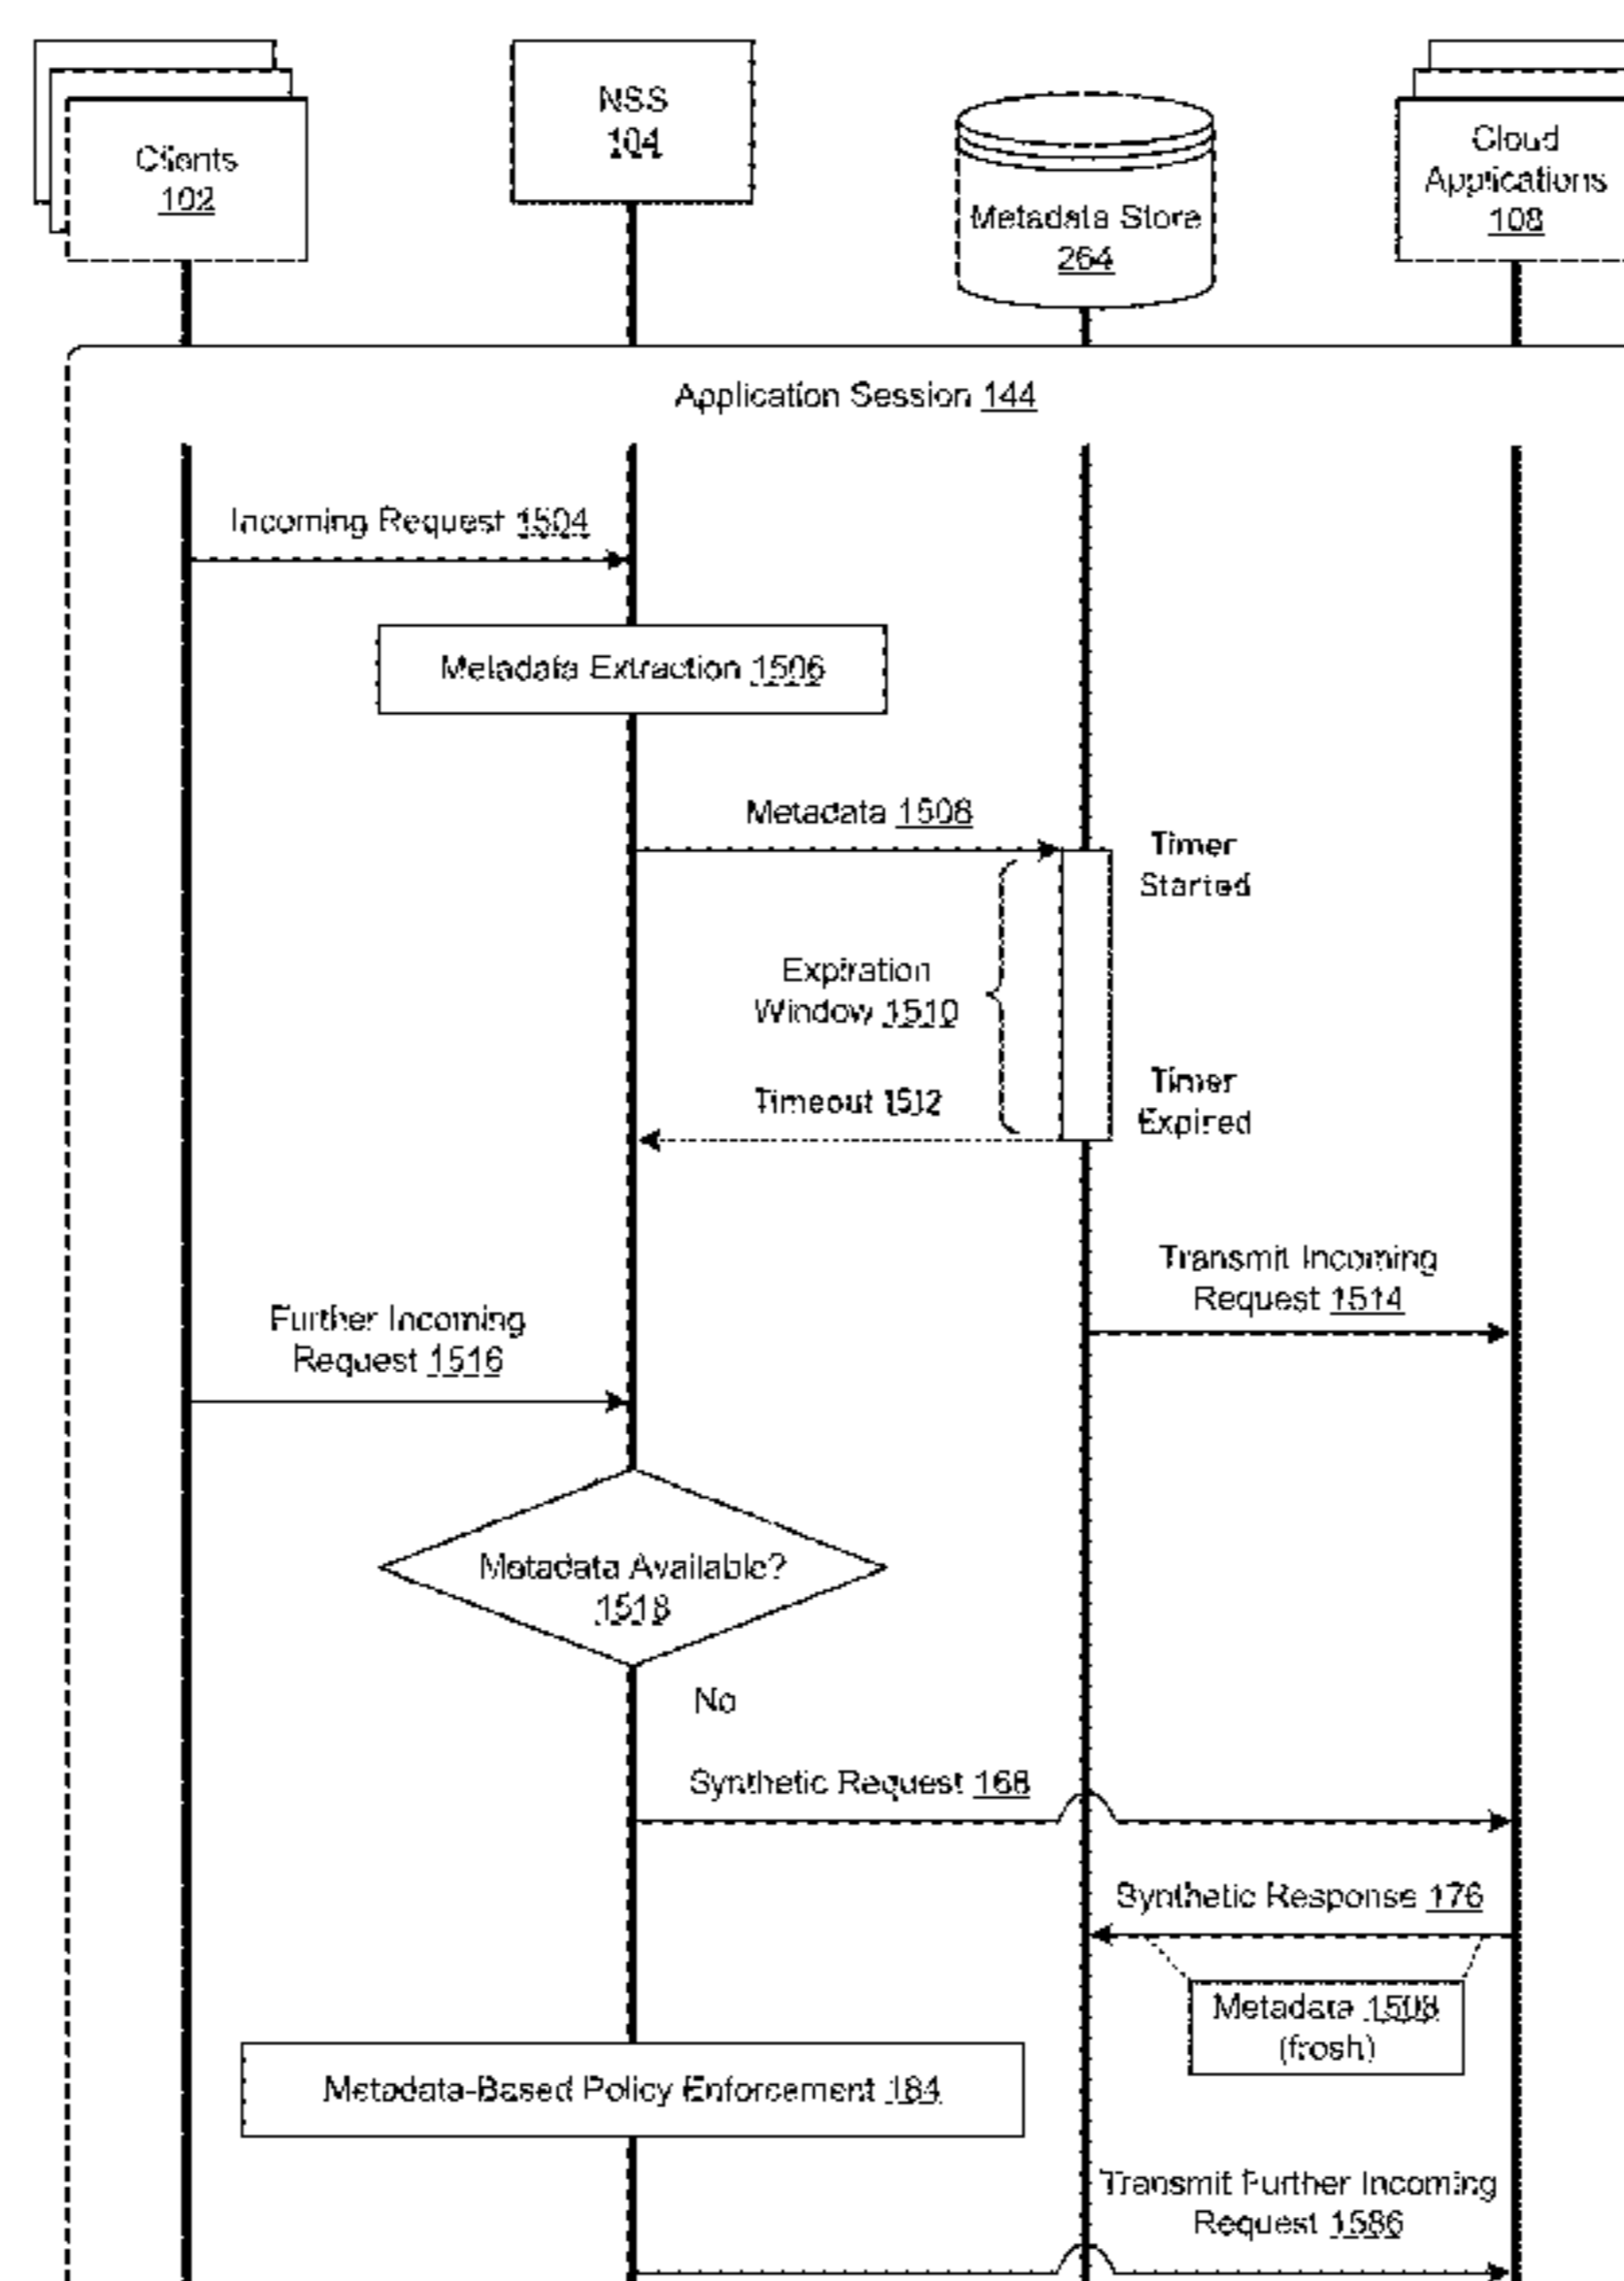 Clients
102
NSS
104
Metadata Store
264
Cloud
Applications
108
Application Session 144
Incoming Request 1504
Metadata Extraction 1506
Metadata 1508
Timer
Started
Expiration
Window 1510
Timer
Expired
Timeout 1512
Transmit Incoming
Request 1514
Further Incoming
Request 1516
Metadata Available?
1518
No
Synthetic Request 168
Synthetic Response 176
Metadata 1508
(fresh)
Metadata-Based Policy Enforcement 184
Transmit Further Incoming
Request 1586